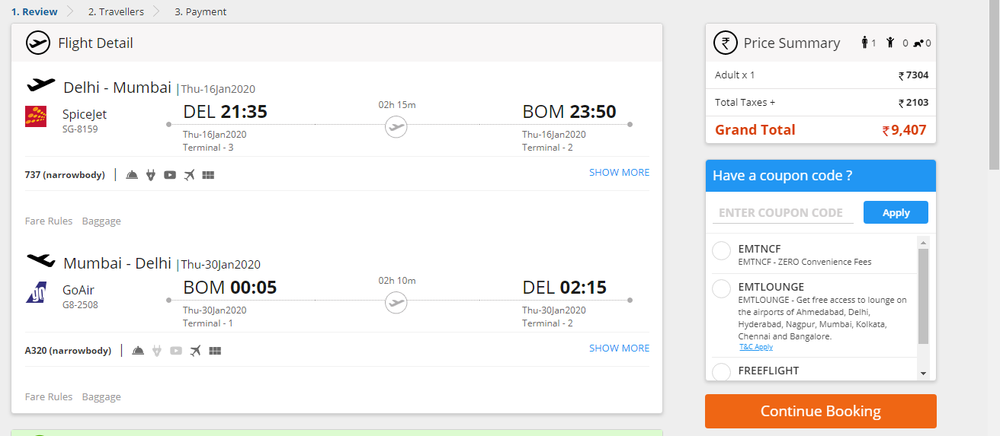 1. Review 2. Travellers 3. Payment
Flight Detail
Delhi - Mumbai |Thu-16Jan2020
SpiceJet
SG-8159
DEL 21:35
Thu-16Jan2020
Terminal - 3
02h 15m
BOM 23:50
Thu-16Jan2020
Terminal - 2
737 (narrowbody) |
SHOW MORE
Fare Rules Baggage
Mumbai - Delhi |Thu-30Jan2020
go
GoAir
G8-2508
BOM 00:05
Thu-30Jan2020
Terminal - 1
02h 10m
DEL 02:15
Thu-30Jan2020
Terminal - 2
A320 (narrowbody) |
SHOW MORE
Fare Rules Baggage
₹ Price Summary 1 0 0
Adult x 1 ₹ 7304
Total Taxes + ₹ 2103
Grand Total ₹ 9,407
Have a coupon code ?
ENTER COUPON CODE Apply
EMTNCF
EMTNCF - ZERO Convenience Fees
EMTLOUNGE
EMTLOUNGE - Get free access to lounge on
the airports of Ahmedabad, Delhi,
Hyderabad, Nagpur, Mumbai, Kolkata,
Chennai and Bangalore.
T&C Apply
FREEFLIGHT
Continue Booking